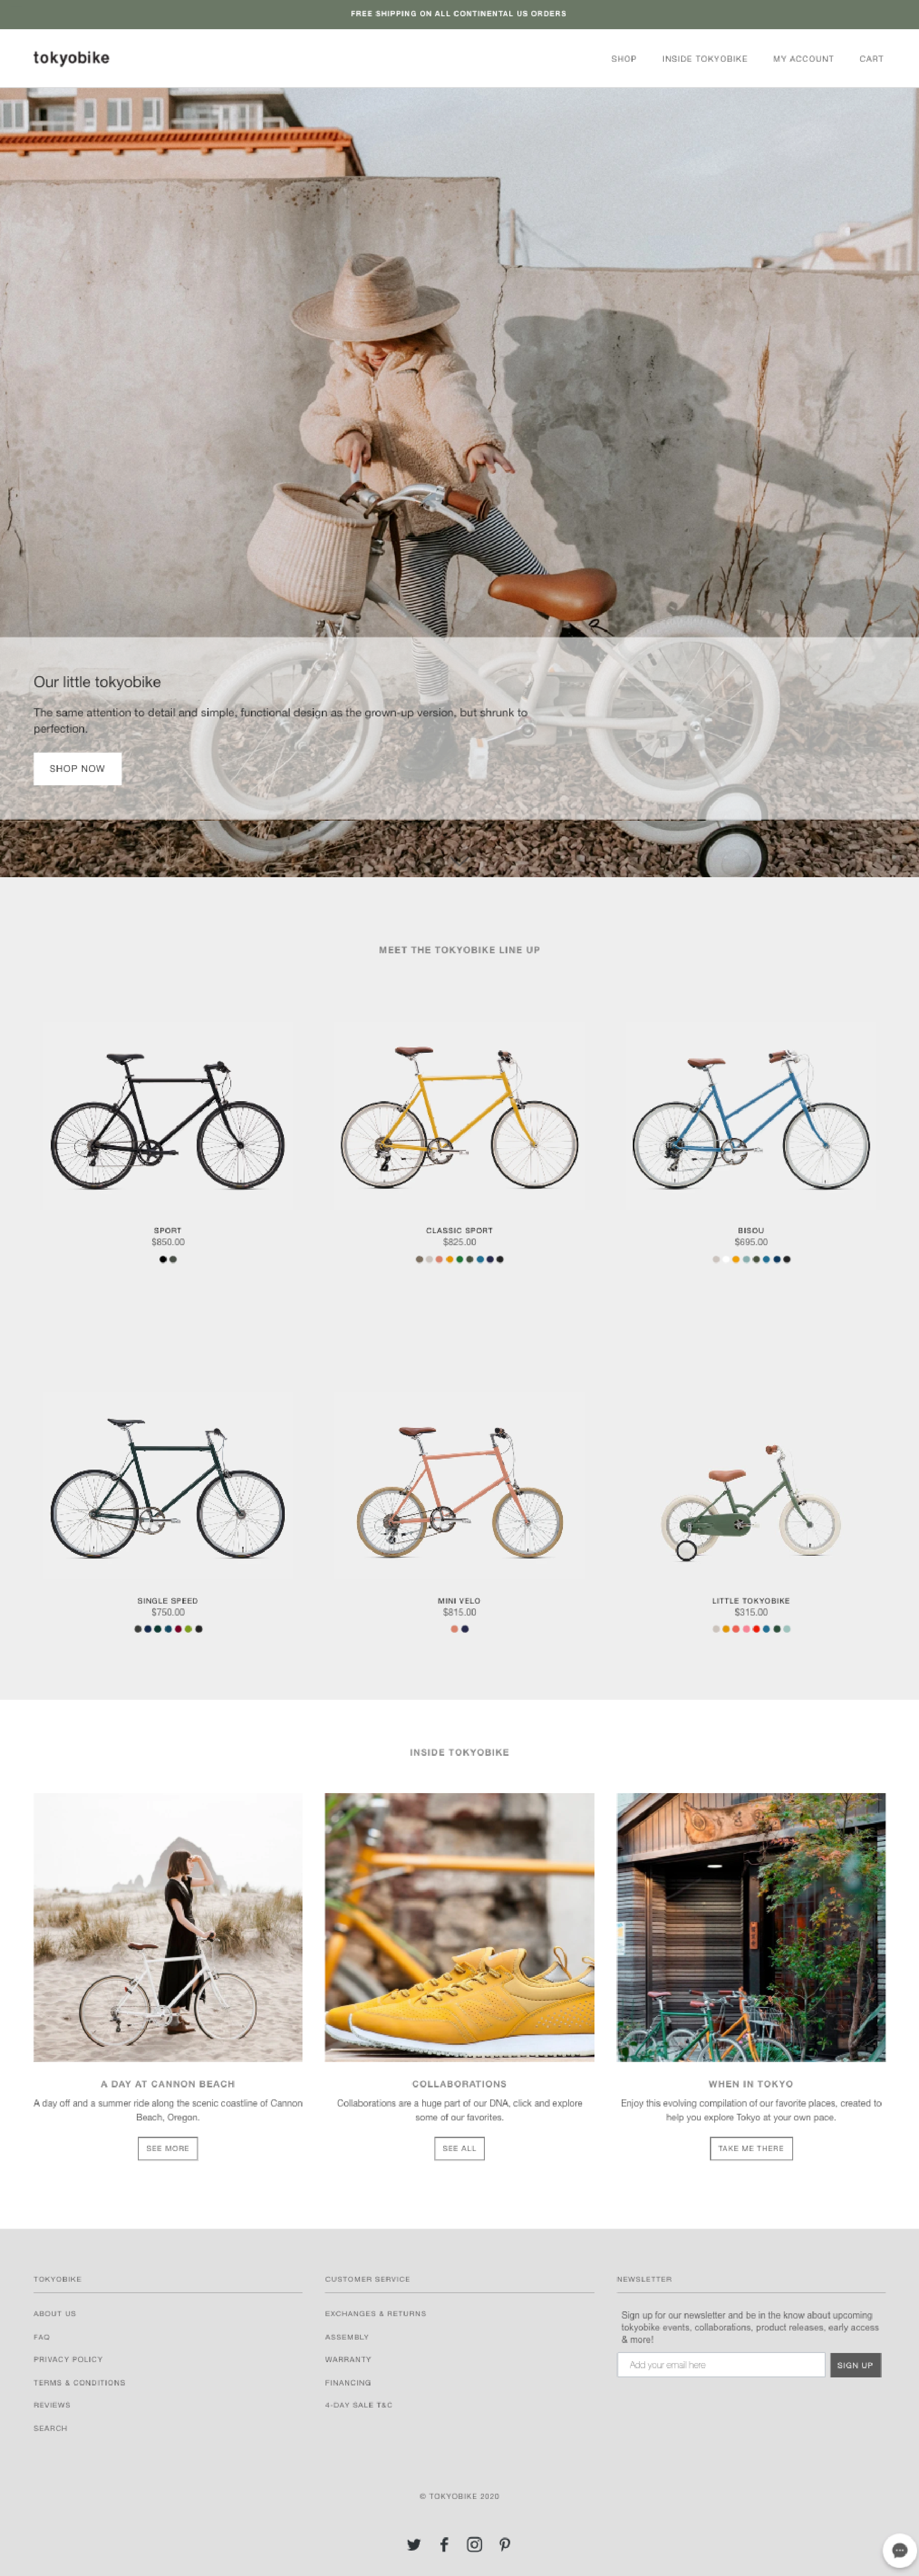 FREE SHIPPING ON ALL CONTINENTAL US ORDERS
tokyobike
SHOP
INSIDE TOKYOBIKE
MY ACCOUNT
CART
Our little tokyobike
The same attention to detail and simple, functional design as the grown-up version, but shrunk to
perfection.
SHOP NOW
MEET THE TOKYOBIKE LINE UP
SPORT
$850.00
CLASSIC SPORT
$825.00
BISOU
$695.00
SINGLE SPEED
$750.00
MINI VELO
$815.00
LITTLE TOKYOBIKE
$315.00
INSIDE TOKYOBIKE
A DAY AT CANNON BEACH
A day off and a summer ride along the scenic coastline of Cannon
Beach, Oregon.
SEE MORE
COLLABORATIONS
Collaborations are a huge part of our DNA, click and explore
some of our favorites.
SEE ALL
WHEN IN TOKYO
Enjoy this evolving compilation of our favorite places, created to
help you explore Tokyo at your own pace.
TAKE ME THERE
TOKYOBIKE
ABOUT US
FAQ
PRIVACY POLICY
TERMS & CONDITIONS
REVIEWS
SEARCH
CUSTOMER SERVICE
EXCHANGES & RETURNS
ASSEMBLY
WARRANTY
FINANCING
4-DAY SALE T&C
NEWSLETTER
Sign up for our newsletter and be in the know about upcoming
tokyobike events, collaborations, product releases, early access
& more!
Add your email here
SIGN UP
© TOKYOBIKE 2020